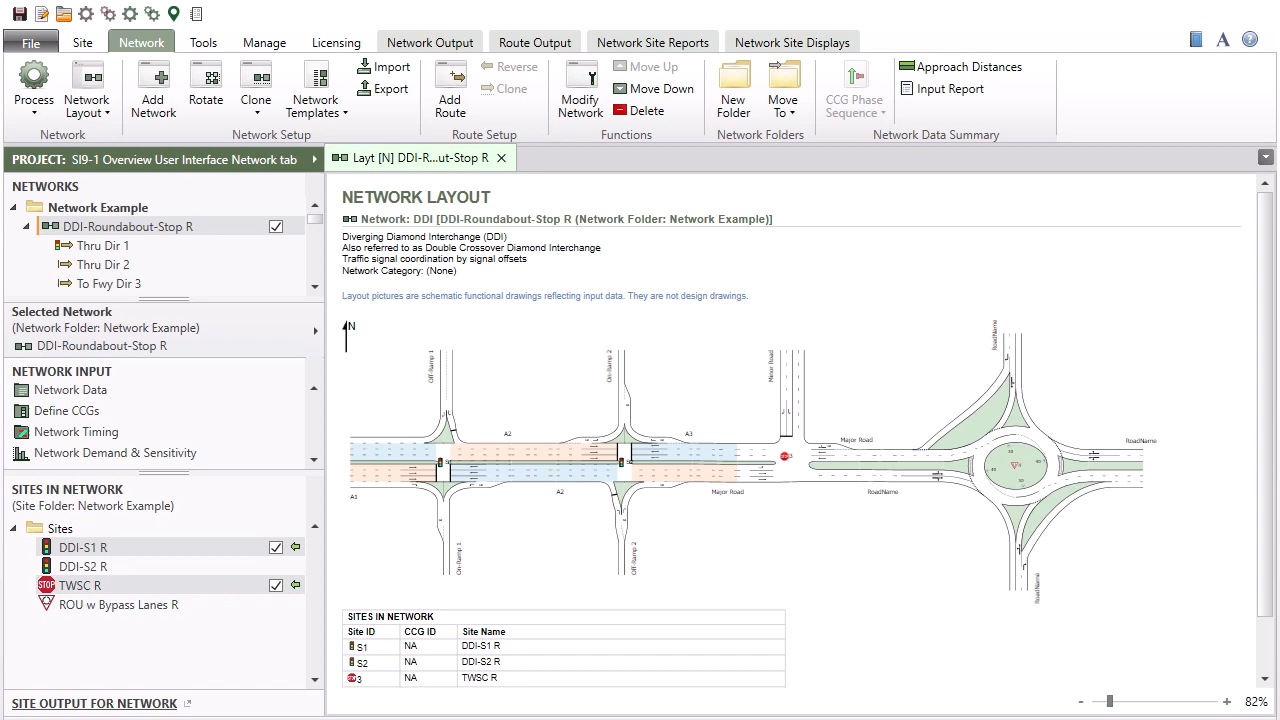 File Site Network Tools Manage Licensing Network Output Route Output Network Site Reports Network Site Displays
Process Network Layout Network
Add Network Rotate Clone Network Templates Import Export Network Setup
Add Route Reverse Clone Route Setup
Modify Network Move Up Move Down Delete Functions
New Folder Move To Network Folders
CCG Phase Sequence Approach Distances Input Report Network Data Summary
PROJECT: SI9-1 Overview User Interface Network tab
NETWORKS
Network Example
DDI-Roundabout-Stop R
Thru Dir 1
Thru Dir 2
To Fwy Dir 3
Selected Network
(Network Folder: Network Example)
DDI-Roundabout-Stop R
NETWORK INPUT
Network Data
Define CCGs
Network Timing
Network Demand & Sensitivity
SITES IN NETWORK
(Site Folder: Network Example)
Sites
DDI-S1 R
DDI-S2 R
STOP TWSC R
ROU w Bypass Lanes R
SITE OUTPUT FOR NETWORK
Layt [N] DDI-R...ut-Stop R
NETWORK LAYOUT
Network: DDI [DDI-Roundabout-Stop R (Network Folder: Network Example)]
Diverging Diamond Interchange (DDI)
Also referred to as Double Crossover Diamond Interchange
Traffic signal coordination by signal offsets
Network Category: (None)
Layout pictures are schematic functional drawings reflecting input data. They are not design drawings.
N
Off-Ramp 1
On-Ramp 2
Minor Road
RoadName
A2
A3
Major Road
RoadName
A1
A2
Major Road
RoadName
On-Ramp 1
Off-Ramp 2
RoadName
SITES IN NETWORK
Site ID CCG ID Site Name
S1 NA DDI-S1 R
S2 NA DDI-S2 R
3 NA TWSC R
- + 82%